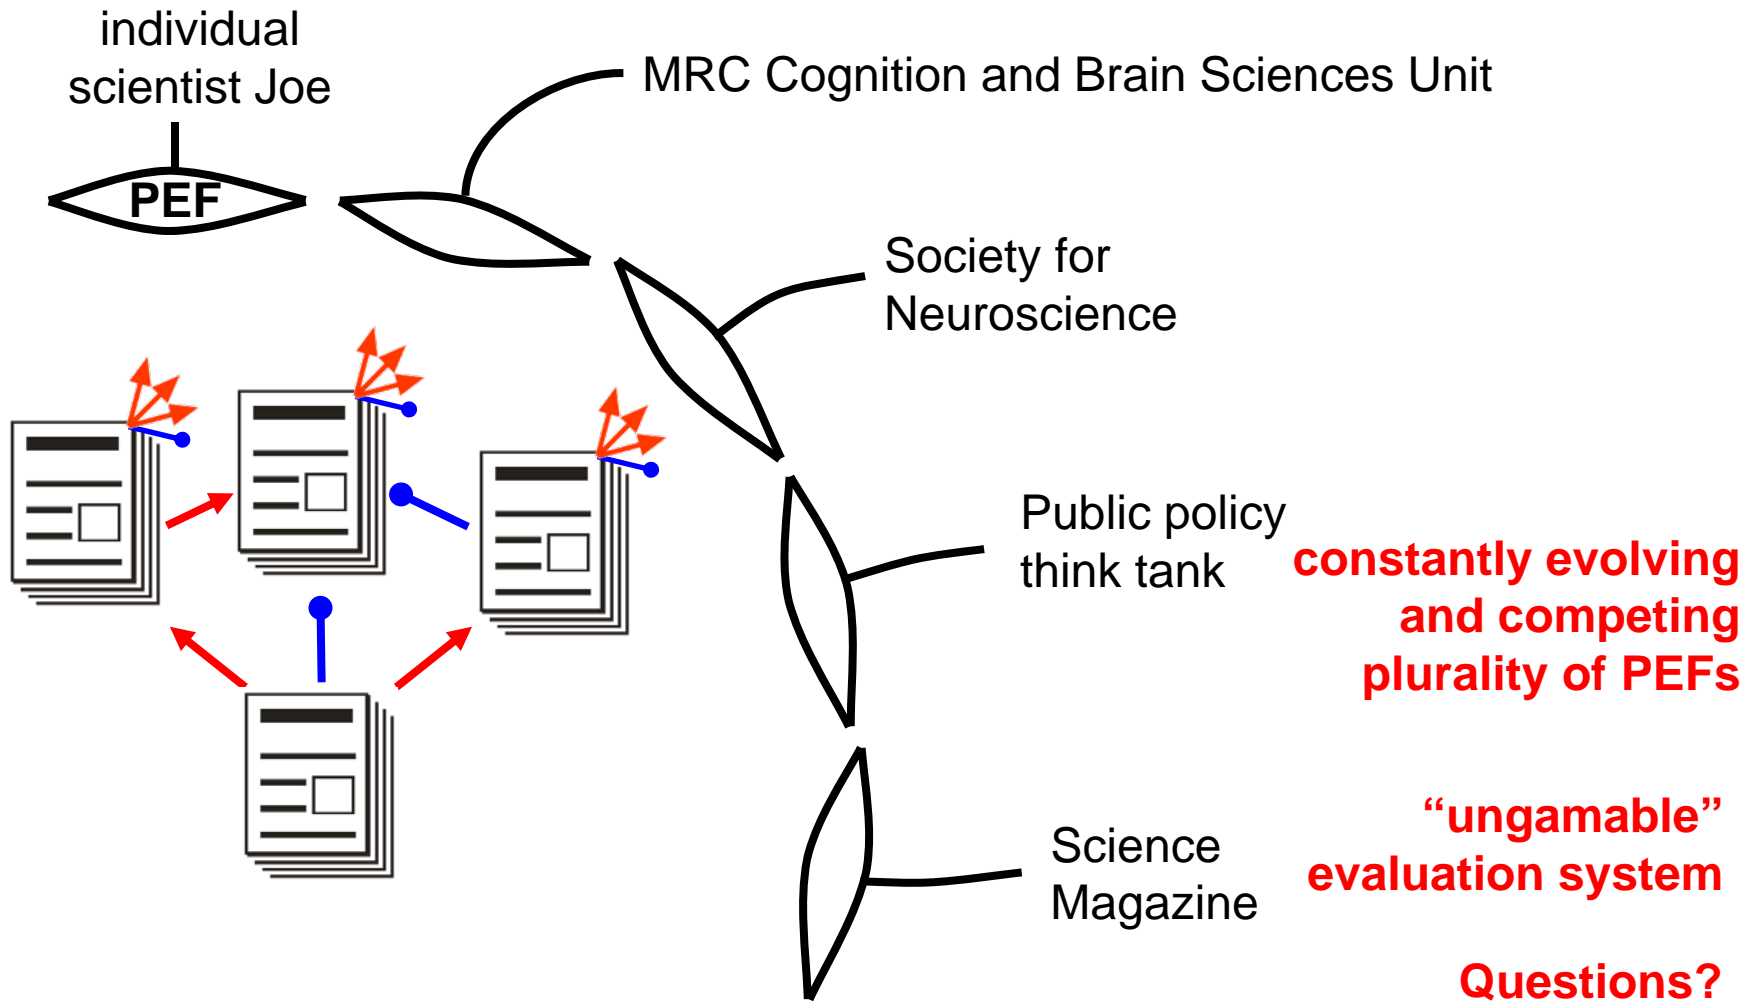 individual
scientist Joe
PEF
MRC Cognition and Brain Sciences Unit
Society for
Neuroscience
Public policy
think tank
constantly evolving
and competing
plurality of PEFs
Science
Magazine
“ungamable”
evaluation system
Questions?